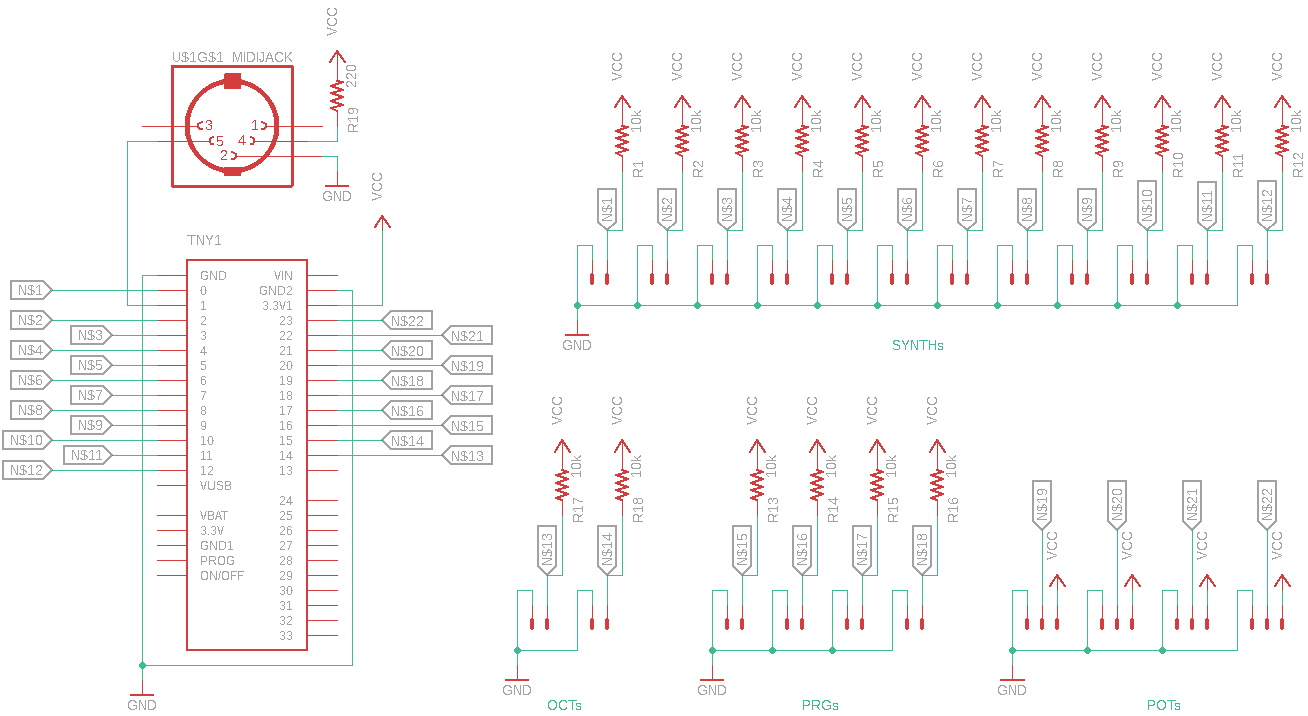 VCC
U$1G$1 MIDIJACK
220
R19
3
1
5
4
2
GND
VCC
TNY1
GND
VIN
0
GND2
1
3.3V1
2
23
3
22
4
21
5
20
6
19
7
18
8
17
9
16
10
15
11
14
12
13
VUSB
24
VBAT
25
3.3V
26
GND1
27
PROG
28
ON/OFF
29
30
31
32
33
N$1
N$2
N$3
N$4
N$5
N$6
N$7
N$8
N$9
N$10
N$11
N$12
N$22
N$21
N$20
N$19
N$18
N$17
N$16
N$15
N$14
N$13
GND
VCC VCC VCC VCC VCC VCC VCC VCC VCC VCC VCC VCC
10k 10k 10k 10k 10k 10k 10k 10k 10k 10k 10k 10k
R1 R2 R3 R4 R5 R6 R7 R8 R9 R10 R11 R12
N$1 N$2 N$3 N$4 N$5 N$6 N$7 N$8 N$9 N$10 N$11 N$12
GND
SYNTHs
VCC VCC
10k 10k
R17 R18
N$13 N$14
GND
OCTs
VCC VCC VCC VCC
10k 10k 10k 10k
R13 R14 R15 R16
N$15 N$16 N$17 N$18
GND
PRGs
N$19 N$20 N$21 N$22
VCC VCC VCC VCC
GND
POTs